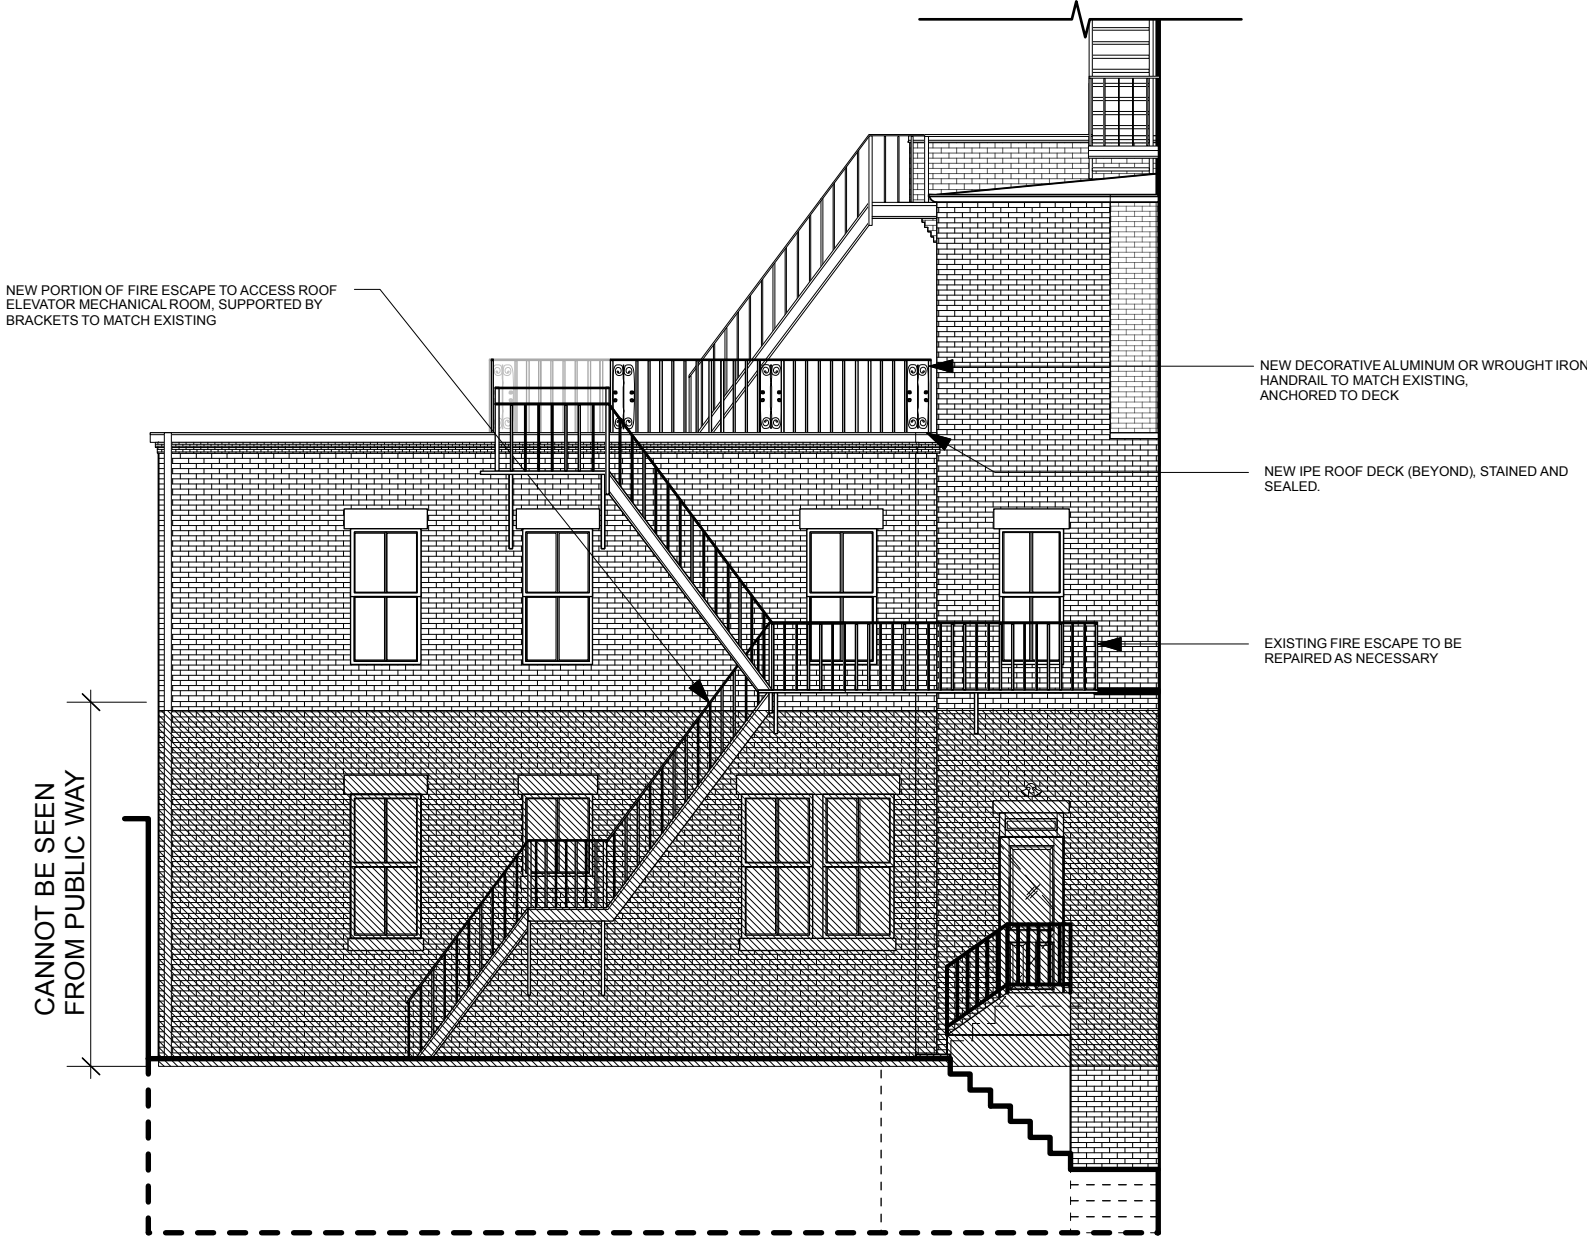 NEW PORTION OF FIRE ESCAPE TO ACCESS ROOF
ELEVATOR MECHANICAL ROOM, SUPPORTED BY
BRACKETS TO MATCH EXISTING
NEW DECORATIVE ALUMINUM OR WROUGHT IRON
HANDRAIL TO MATCH EXISTING,
ANCHORED TO DECK
NEW IPE ROOF DECK (BEYOND), STAINED AND
SEALED.
EXISTING FIRE ESCAPE TO BE
REPAIRED AS NECESSARY
CANNOT BE SEEN
FROM PUBLIC WAY